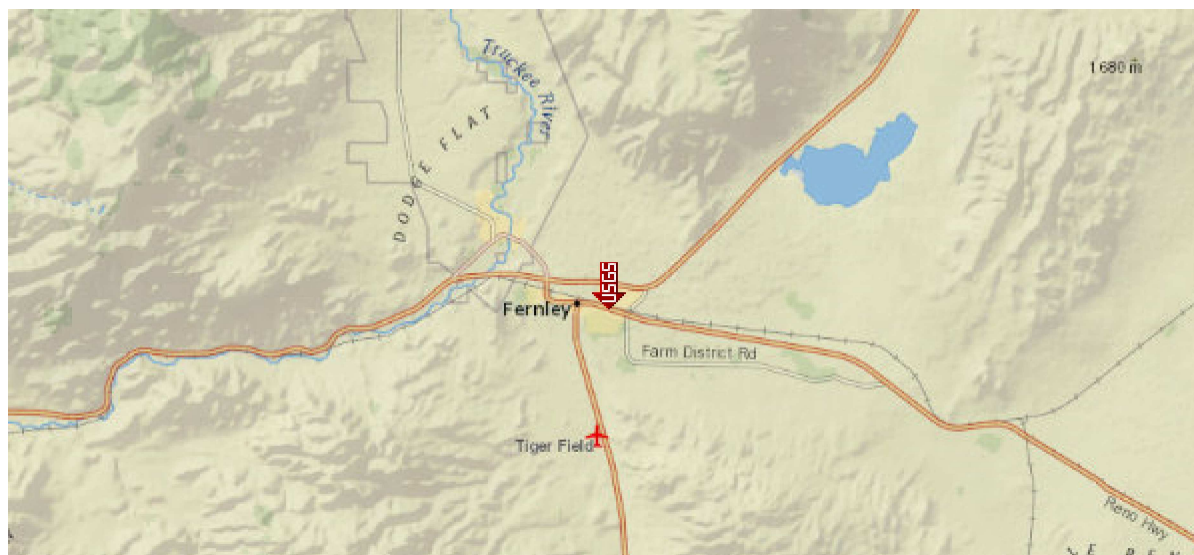 Truckee River
1680 m
DODGE FLAT
USGS
Fernley
Farm District Rd
Tiger Field
Reno Hwy